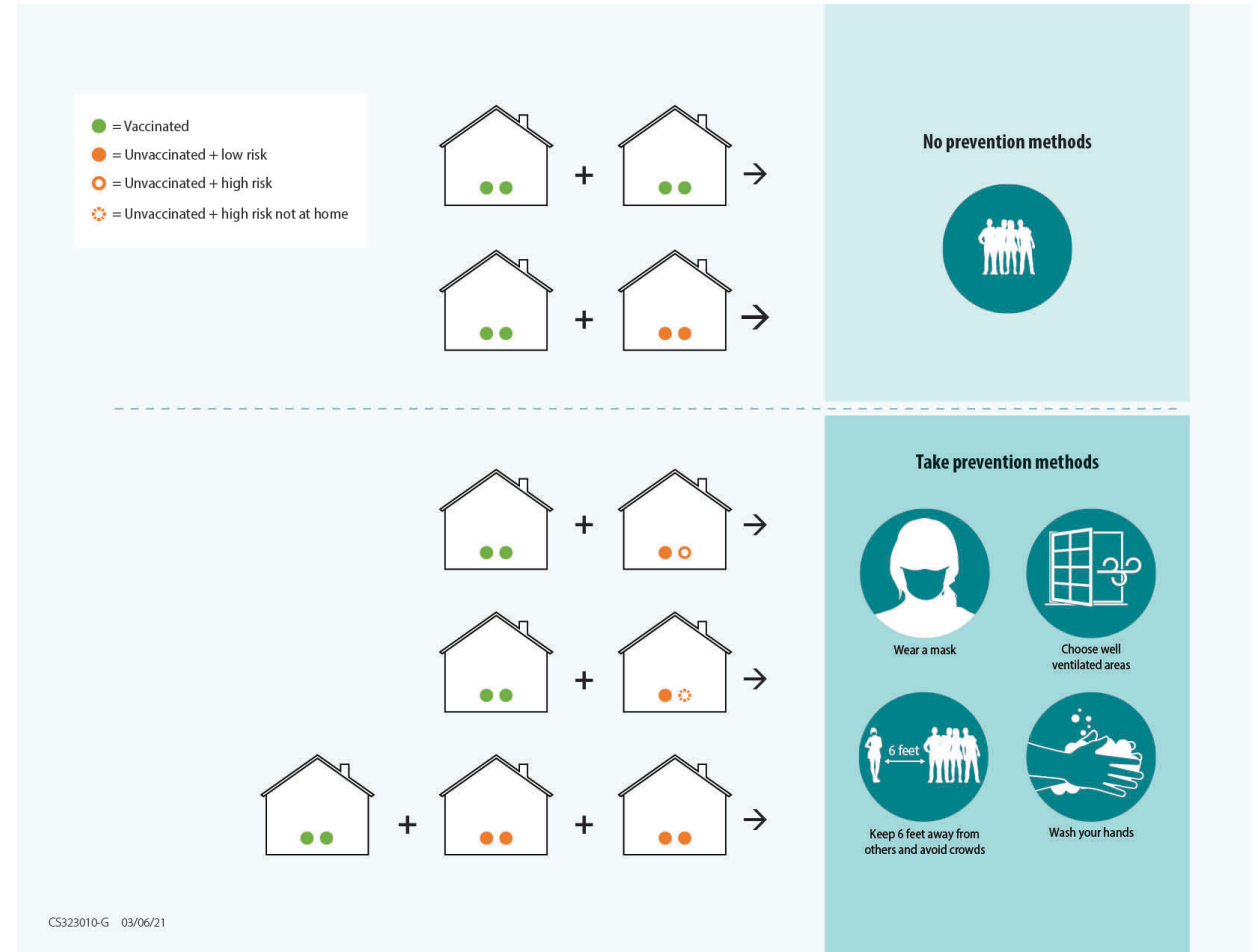 = Vaccinated
= Unvaccinated + low risk
= Unvaccinated + high risk
= Unvaccinated + high risk not at home
+
+
+
+
+ +
No prevention methods
Take prevention methods
Wear a mask
Choose well
ventilated areas
6 feet
Keep 6 feet away from
others and avoid crowds
Wash your hands
CS323010-G 03/06/21